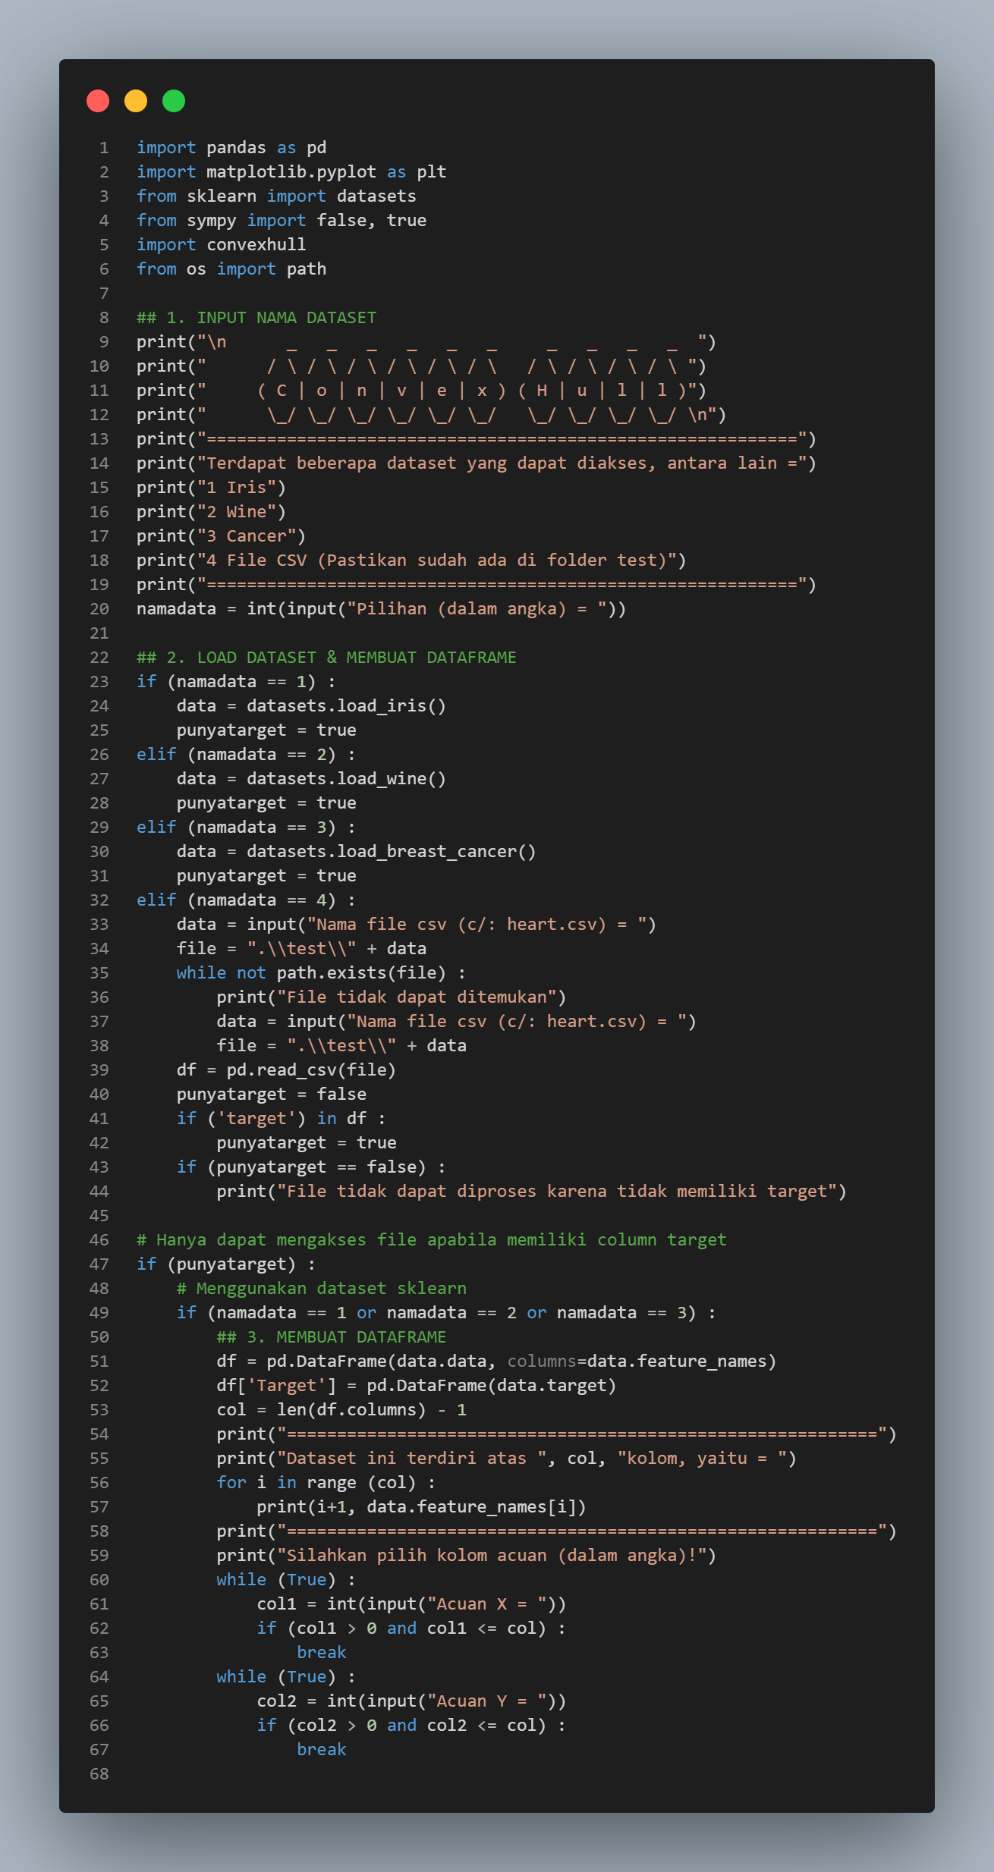 1 import pandas as pd
2 import matplotlib.pyplot as plt
3 from sklearn import datasets
4 from sympy import false, true
5 import convexhull
6 from os import path
7
8 ## 1. INPUT NAMA DATASET
9 print("\n      _   _   _   _   _   _     _   _   _   _  ")
10 print("      / \ / \ / \ / \ / \ / \   / \ / \ / \ / \ ")
11 print("     ( C | o | n | v | e | x ) ( H | u | l | l )")
12 print("      \_/ \_/ \_/ \_/ \_/ \_/   \_/ \_/ \_/ \_/ \n")
13 print("===========================================================")
14 print("Terdapat beberapa dataset yang dapat diakses, antara lain =")
15 print("1 Iris")
16 print("2 Wine")
17 print("3 Cancer")
18 print("4 File CSV (Pastikan sudah ada di folder test)")
19 print("===========================================================")
20 namadata = int(input("Pilihan (dalam angka) = "))
21
22 ## 2. LOAD DATASET & MEMBUAT DATAFRAME
23 if (namadata == 1) :
24     data = datasets.load_iris()
25     punyatarget = true
26 elif (namadata == 2) :
27     data = datasets.load_wine()
28     punyatarget = true
29 elif (namadata == 3) :
30     data = datasets.load_breast_cancer()
31     punyatarget = true
32 elif (namadata == 4) :
33     data = input("Nama file csv (c/: heart.csv) = ")
34     file = ".\\test\\" + data
35     while not path.exists(file) :
36         print("File tidak dapat ditemukan")
37         data = input("Nama file csv (c/: heart.csv) = ")
38         file = ".\\test\\" + data
39     df = pd.read_csv(file)
40     punyatarget = false
41     if ('target') in df :
42         punyatarget = true
43     if (punyatarget == false) :
44         print("File tidak dapat diproses karena tidak memiliki target")
45
46 # Hanya dapat mengakses file apabila memiliki column target
47 if (punyatarget) :
48     # Menggunakan dataset sklearn
49     if (namadata == 1 or namadata == 2 or namadata == 3) :
50         ## 3. MEMBUAT DATAFRAME
51         df = pd.DataFrame(data.data, columns=data.feature_names)
52         df['Target'] = pd.DataFrame(data.target)
53         col = len(df.columns) - 1
54         print("===========================================================")
55         print("Dataset ini terdiri atas ", col, "kolom, yaitu = ")
56         for i in range (col) :
57             print(i+1, data.feature_names[i])
58         print("===========================================================")
59         print("Silahkan pilih kolom acuan (dalam angka)!")
60         while (True) :
61             col1 = int(input("Acuan X = "))
62             if (col1 > 0 and col1 <= col) :
63                 break
64         while (True) :
65             col2 = int(input("Acuan Y = "))
66             if (col2 > 0 and col2 <= col) :
67                 break
68